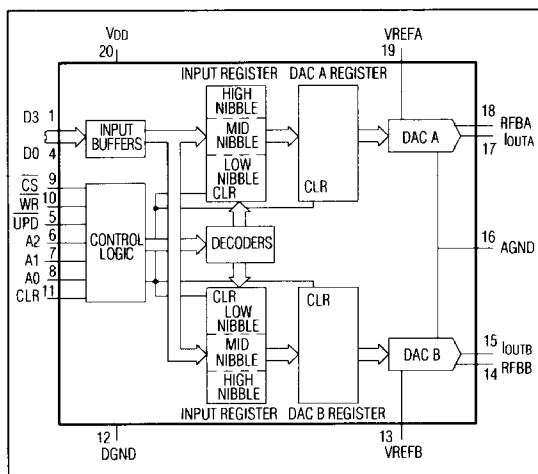 VDD
20
VREFA
19
INPUT REGISTER DAC A REGISTER
HIGH
NIBBLE
MID
NIBBLE
LOW
NIBBLE
CLR
CLR
D3 1
D0 4
INPUT
BUFFERS
DAC A
18
RFBA
IOUTA
17
CS 9
WR 10
UPD 5
A2 6
A1 7
A0 8
CLR 11
CONTROL
LOGIC
DECODERS
16
AGND
CLR
LOW
NIBBLE
MID
NIBBLE
HIGH
NIBBLE
CLR
DAC B
15 IOUTB
14 RFBB
INPUT REGISTER DAC B REGISTER
12
DGND
13
VREFB